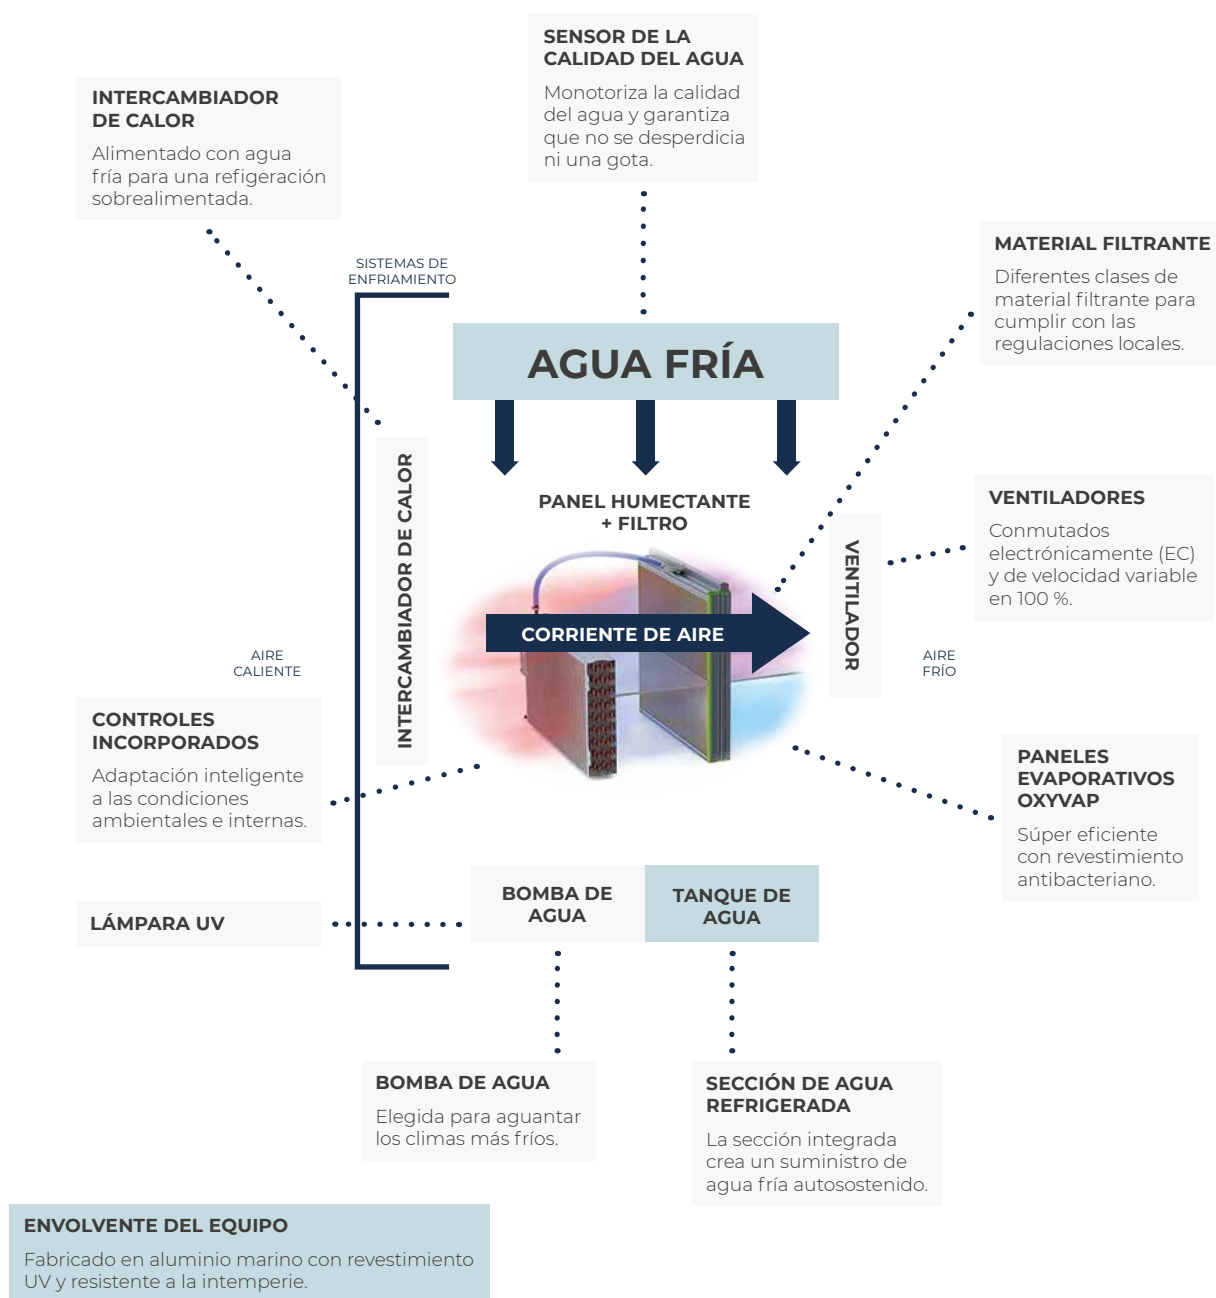 SENSOR DE LA
CALIDAD DEL AGUA
Monotoriza la calidad
del agua y garantiza
que no se desperdicia
ni una gota.
INTERCAMBIADOR
DE CALOR
Alimentado con agua
fría para una refigeración
sobrealimentada.
MATERIAL FILTRANTE
Diferentes clases de
material filtrante para
cumplir con las
regulaciones locales.
SISTEMAS DE
ENFRIAMIENTO
AGUA FRÍA
INTERCAMBIADOR DE CALOR
PANEL HUMECTANTE
+ FILTRO
CORRIENTE DE AIRE
VENTILADOR
VENTILADORES
Conmutados
electrónicamente (EC)
y de velocidad variable
en 100 %.
AIRE
CALIENTE
AIRE
FRÍO
CONTROLES
INCORPORADOS
Adaptación inteligente
a las condiciones
ambientales e internas.
PANELES
EVAPORATIVOS
OXYVAP
Súper eficiente
con revestimiento
antibacteriano.
LÁMPARA UV
BOMBA DE
AGUA
TANQUE DE
AGUA
BOMBA DE AGUA
Elegida para aguantar
los climas más fríos.
SECCIÓN DE AGUA
REFRIGERADA
La sección integrada
crea un suministro de
agua fría autosostenido.
ENVOLVENTE DEL EQUIPO
Fabricado en aluminio marino con revestimiento
UV y resistente a la intemperie.